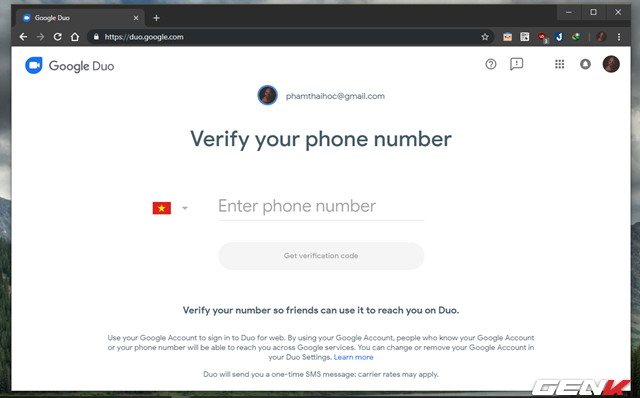 Google Duo
https://duo.google.com
Google Duo
phamthaihoc@gmail.com
Verify your phone number
Enter phone number
Get verification code
Verify your number so friends can use it to reach you on Duo.
Use your Google Account to sign in to Duo for web. By using your Google Account, people who know your Google Account
or your phone number will be able to reach you across Google services. You can change or remove your Google Account in
your Duo Settings. Learn more
Duo will send you a one-time SMS message; carrier rates may apply.
GENK